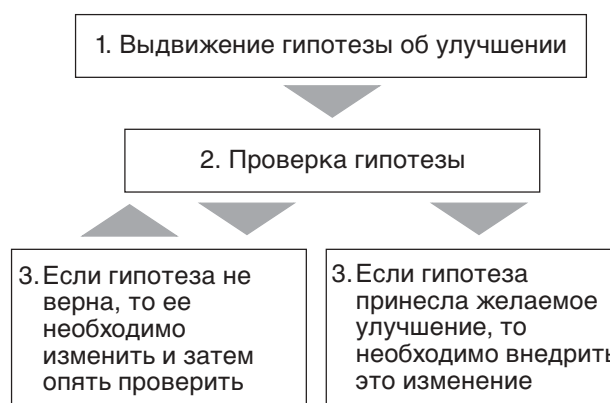 1. Выдвижение гипотезы об улучшении
2. Проверка гипотезы
3. Если гипотеза не
верна, то ее
необходимо
изменить и затем
опять проверить
3. Если гипотеза
принесла желаемое
улучшение, то
необходимо внедрить
это изменение